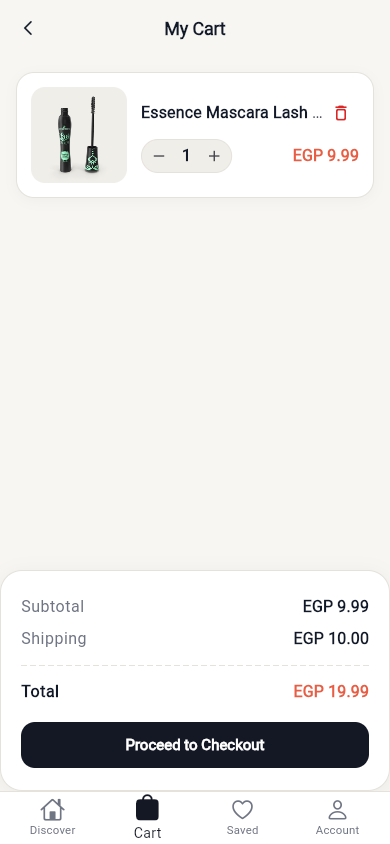 My Cart
Essence Mascara Lash ...
1
EGP 9.99
Subtotal EGP 9.99
Shipping EGP 10.00
Total EGP 19.99
Proceed to Checkout
Discover Cart Saved Account